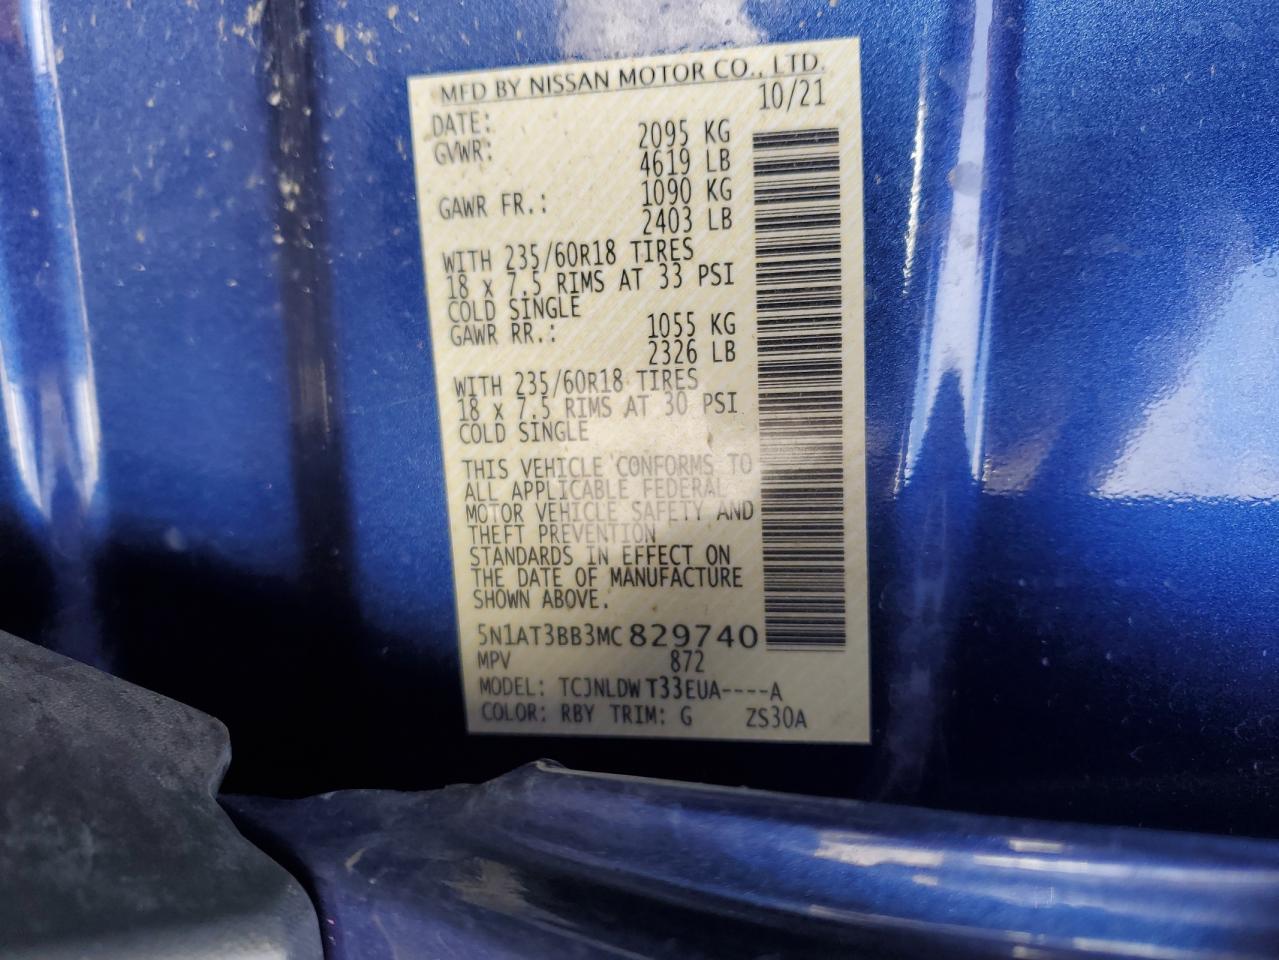 MFD BY NISSAN MOTOR CO., LTD.
DATE: 10/21
GVWR: 2095 KG
4619 LB
GAWR FR.: 1090 KG
2403 LB
WITH 235/60R18 TIRES
18 x 7.5 RIMS AT 33 PSI
COLD SINGLE
GAWR RR.: 1055 KG
2326 LB
WITH 235/60R18 TIRES
18 x 7.5 RIMS AT 30 PSI
COLD SINGLE
THIS VEHICLE CONFORMS TO
ALL APPLICABLE FEDERAL
MOTOR VEHICLE SAFETY AND
THEFT PREVENTION
STANDARDS IN EFFECT ON
THE DATE OF MANUFACTURE
SHOWN ABOVE.
5N1AT3BB3MC829740
MPV 872
MODEL: TCJNLDWT33EUA----A
COLOR: RBY TRIM: G ZS30A